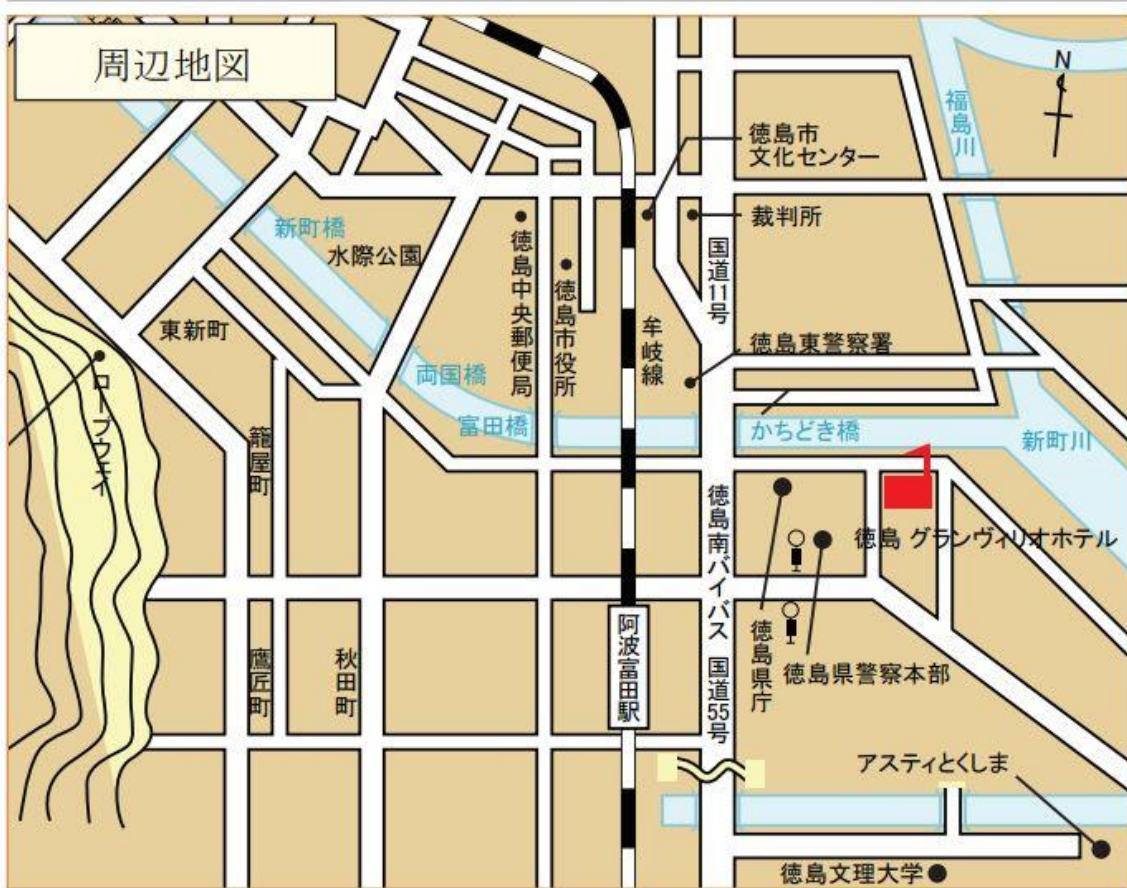 周辺地図
N
福島川
徳島市
文化センター
裁判所
新町橋
水際公園
徳島中央郵便局
徳島市役所
国道11号
牟岐線
東新町
徳島東警察署
両国橋
富田橋
かちどき橋
新町川
ロープウェイ
籠屋町
徳島南バイパス 国道55号
徳島 グランヴィリオホテル
阿波富田駅
徳島県庁
徳島県警察本部
鷹匠町
秋田町
アスティとくしま
徳島文理大学